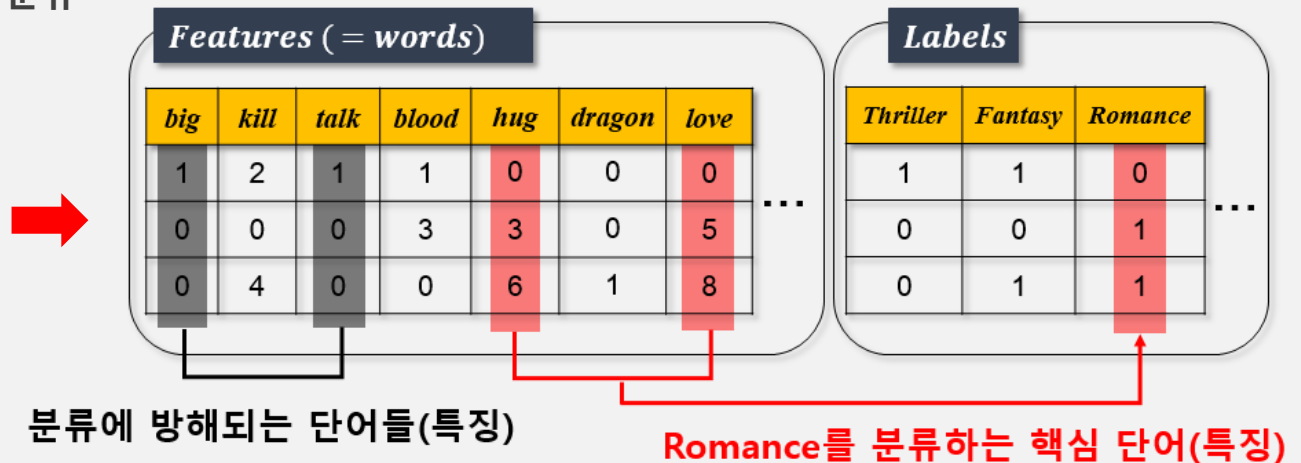 분류
Features ( = words)
Labels
big kill talk blood hug dragon love
Thriller Fantasy Romance
1 2 1 1 0 0 0 ... 1 1 0 ...
0 0 0 3 3 0 5 0 0 1
0 4 0 0 6 1 8 0 1 1
분류에 방해되는 단어들(특징)
Romance를 분류하는 핵심 단어(특징)